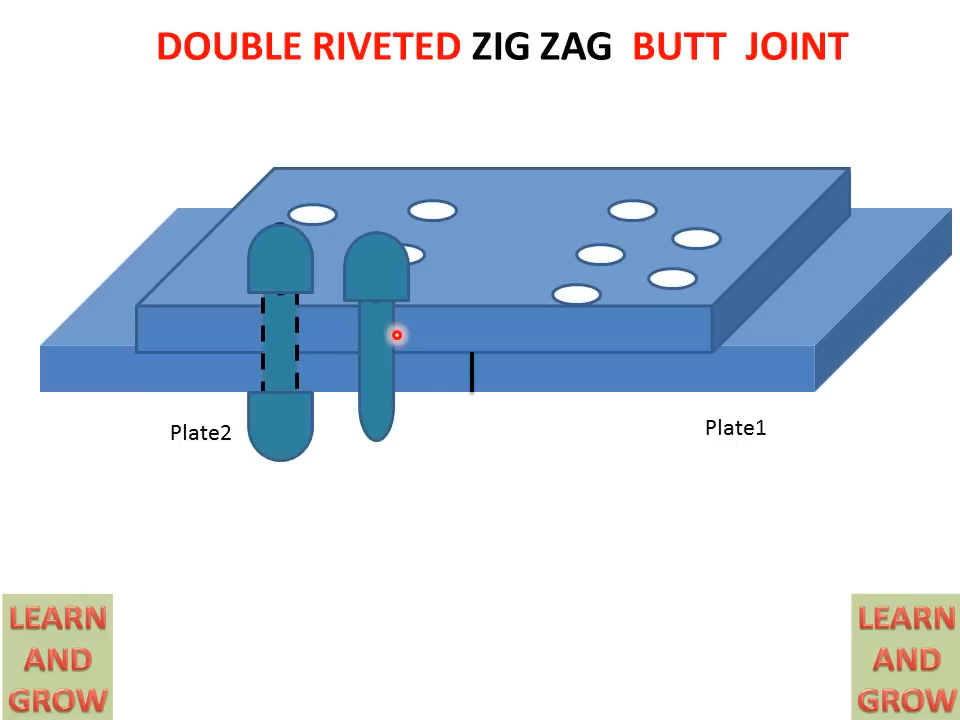 DOUBLE RIVETED ZIG ZAG BUTT JOINT
Plate2
Plate1
LEARN
AND
GROW
LEARN
AND
GROW